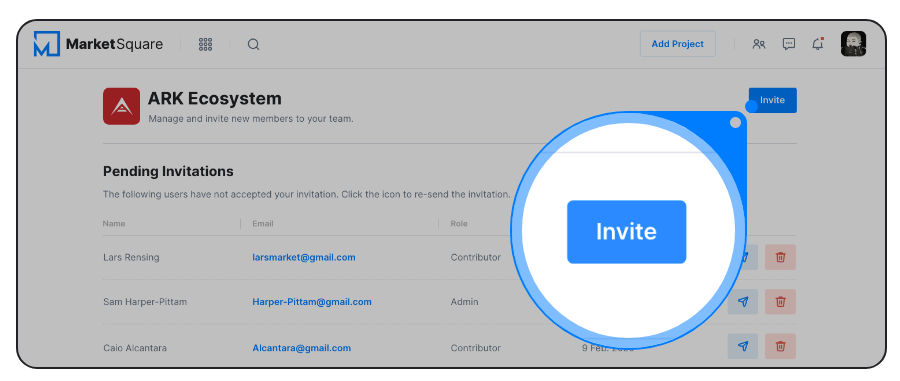 MarketSquare
Add Project
ARK Ecosystem
Manage and invite new members to your team.
Invite
Pending Invitations
The following users have not accepted your invitation. Click the icon to re-send the invitation.
Name Email Role
Invite
Lars Rensing larsmarket@gmail.com Contributor
Sam Harper-Pittam Harper-Pittam@gmail.com Admin
Caio Alcantara Alcantara@gmail.com Contributor 9 Feb.